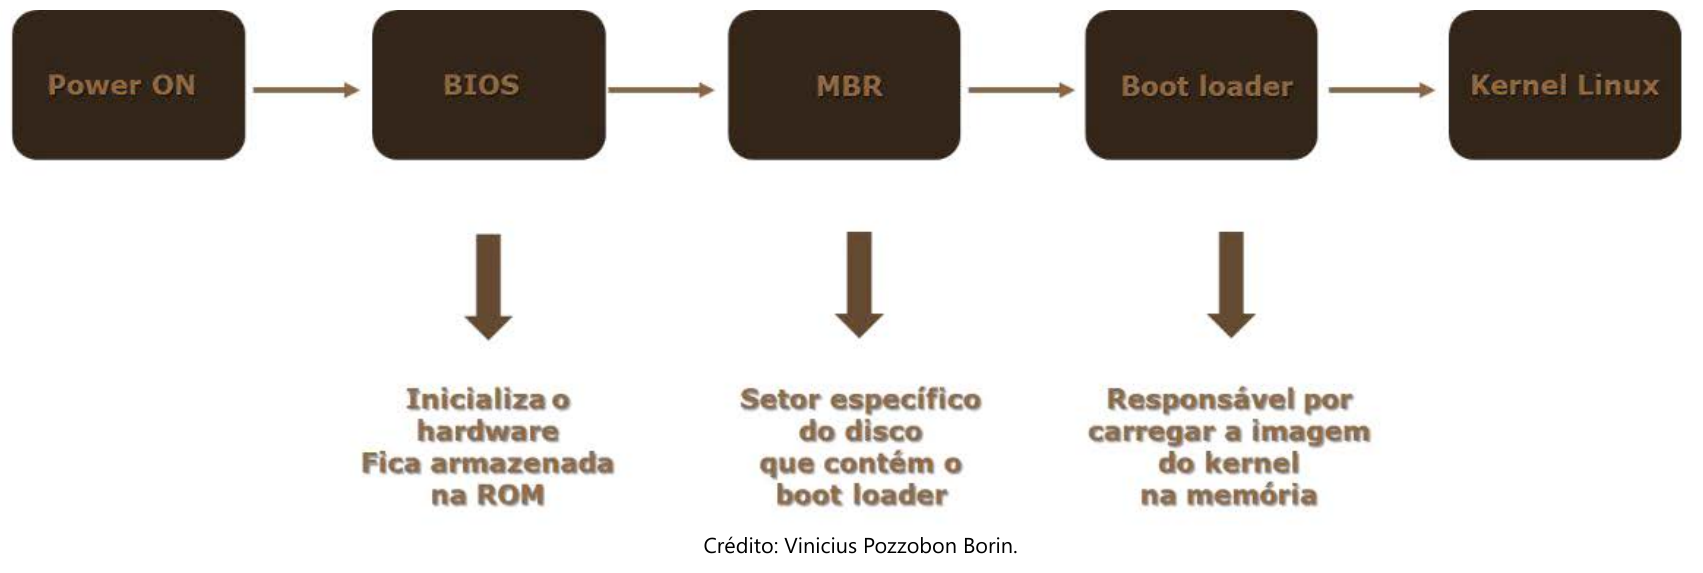 Power ON
BIOS
MBR
Boot loader
Kernel Linux
Inicializa o
hardware
Fica armazenada
na ROM
Setor específico
do disco
que contém o
boot loader
Responsável por
carregar a imagem
do kernel
na memória
Crédito: Vinicius Pozzobon Borin.